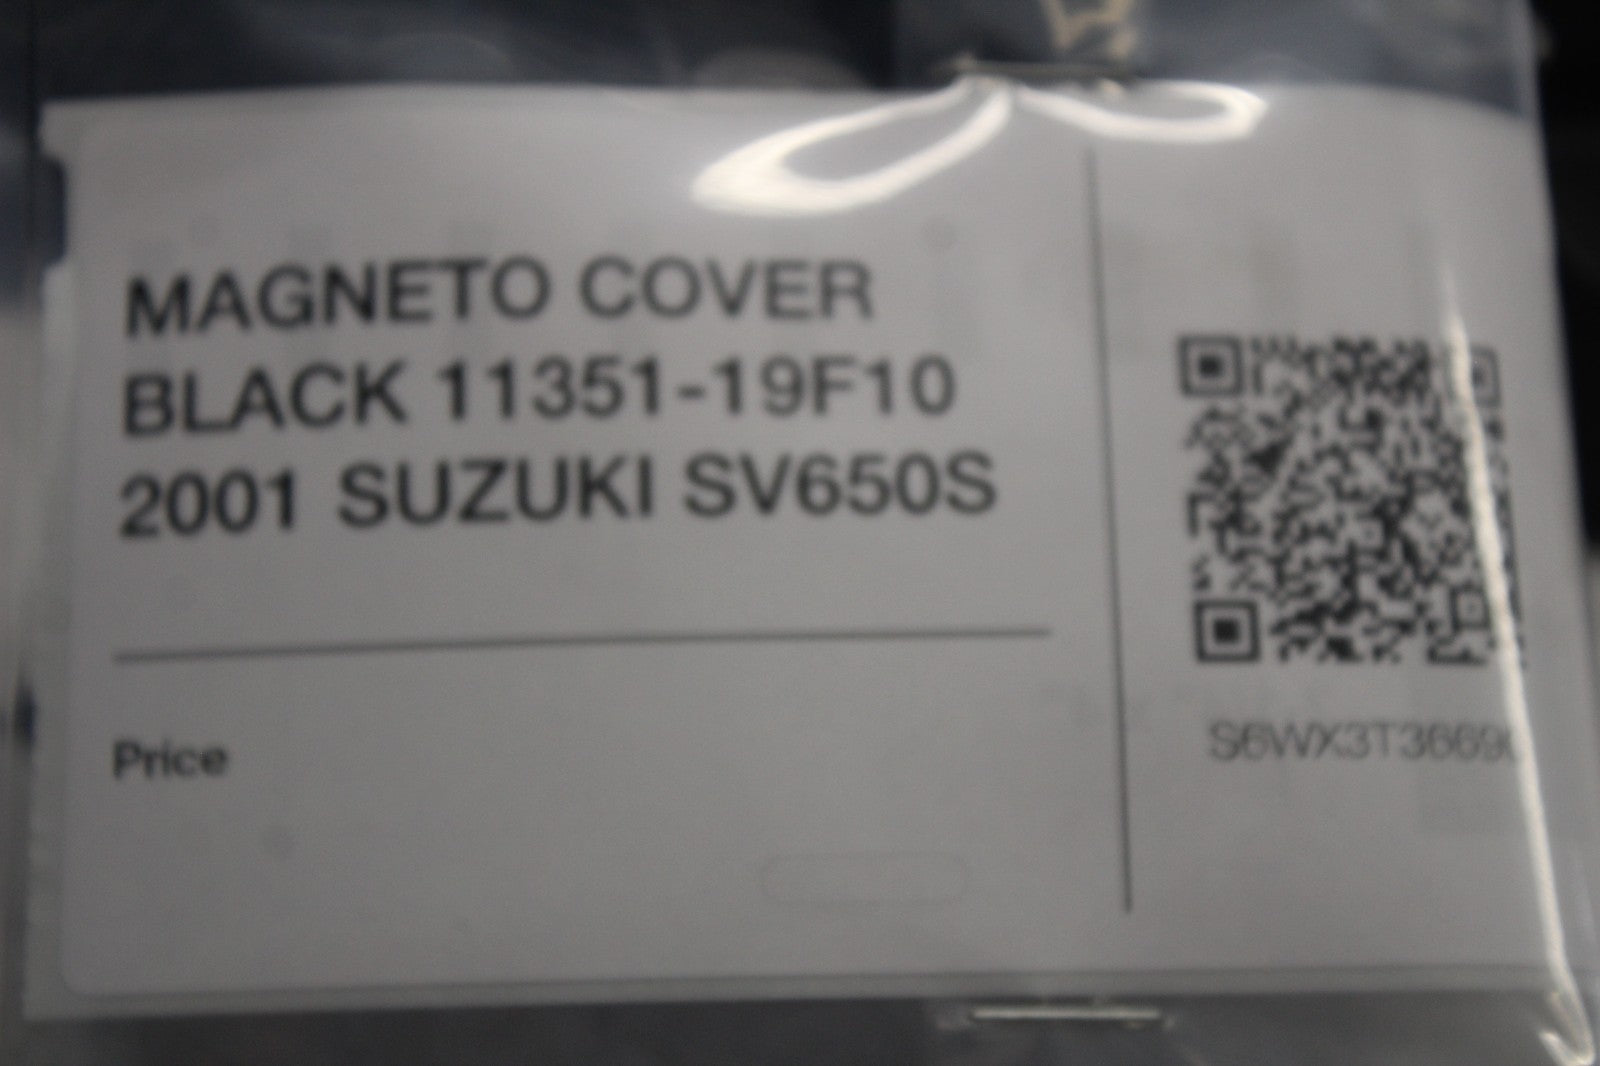 MAGNETO COVER
BLACK 11351-19F10
2001 SUZUKI SV650S
Price